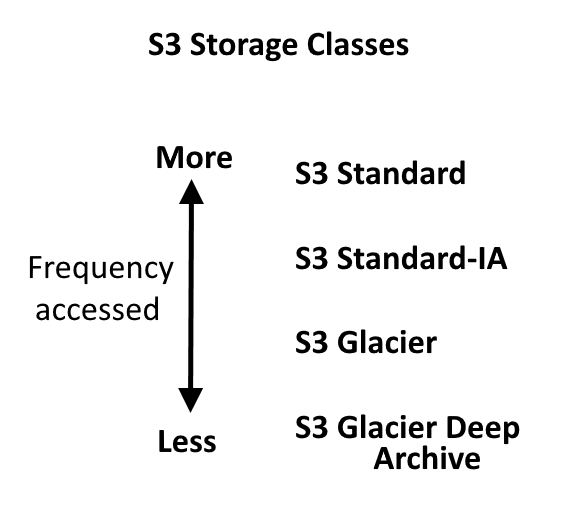 S3 Storage Classes
More
S3 Standard
S3 Standard-IA
Frequency
accessed
S3 Glacier
Less
S3 Glacier Deep
Archive